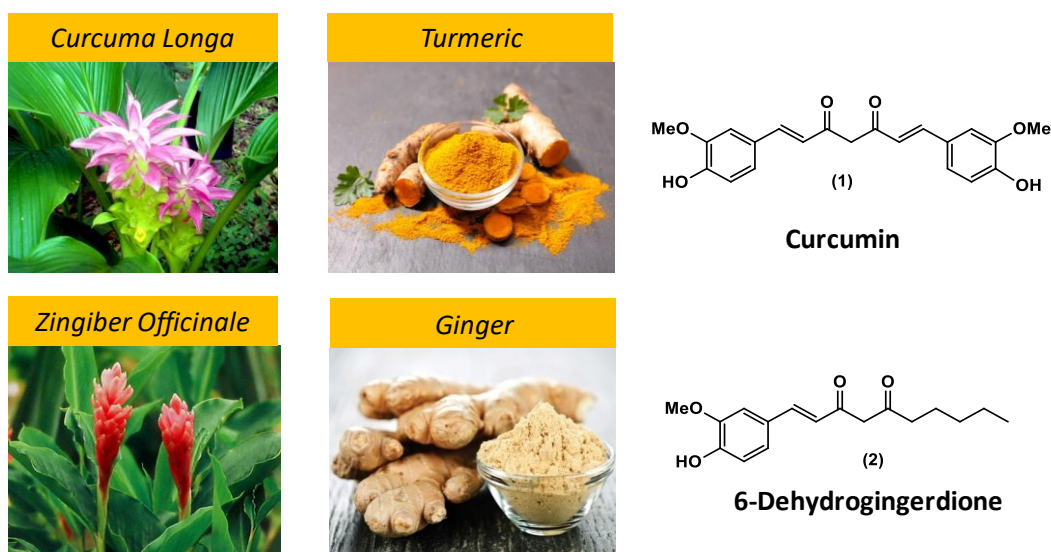 Curcuma Longa
Turmeric
O O
MeO OMe
HO (1) OH
Curcumin
Zingiber Officinale
Ginger
O O
MeO
HO (2)
6-Dehydrogingerdione